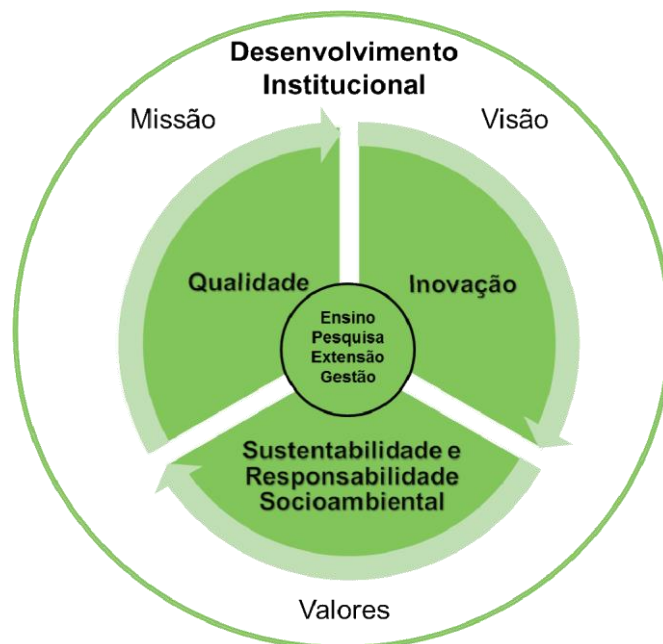 Desenvolvimento
Institucional
Missão
Visão
Qualidade
Inovação
Ensino
Pesquisa
Extensão
Gestão
Sustentabilidade e
Responsabilidade
Socioambiental
Valores